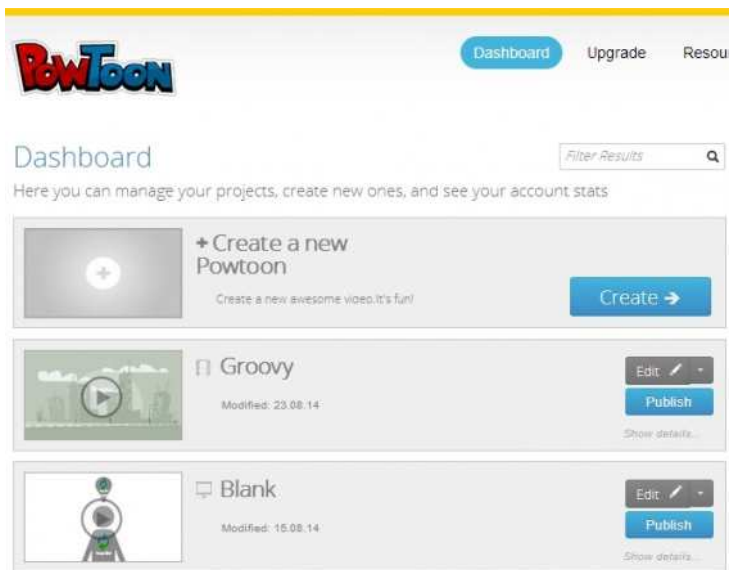 PowToon
Dashboard Upgrade Resou
Dashboard
Filter Results
Here you can manage your projects, create new ones, and see your account stats
+ Create a new
Powtoon
Create a new awesome video.It's fun!
Create →
Groovy
Edit
Modified: 23.08.14
Publish
Show details...
Blank
Edit
Modified: 15.08.14
Publish
Show details...